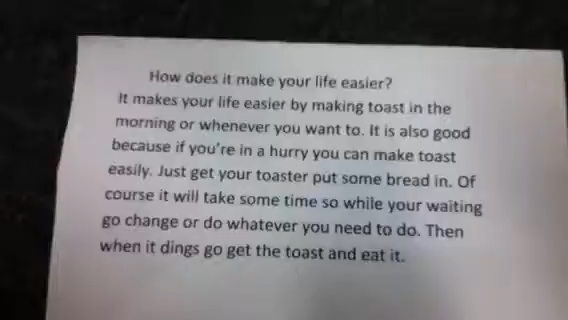 How does it make your life easier?
It makes your life easier by making toast in the
morning or whenever you want to. It is also good
because if you're in a hurry you can make toast
easily. Just get your toaster put some bread in. Of
course it will take some time so while your waiting
go change or do whatever you need to do. Then
when it dings go get the toast and eat it.